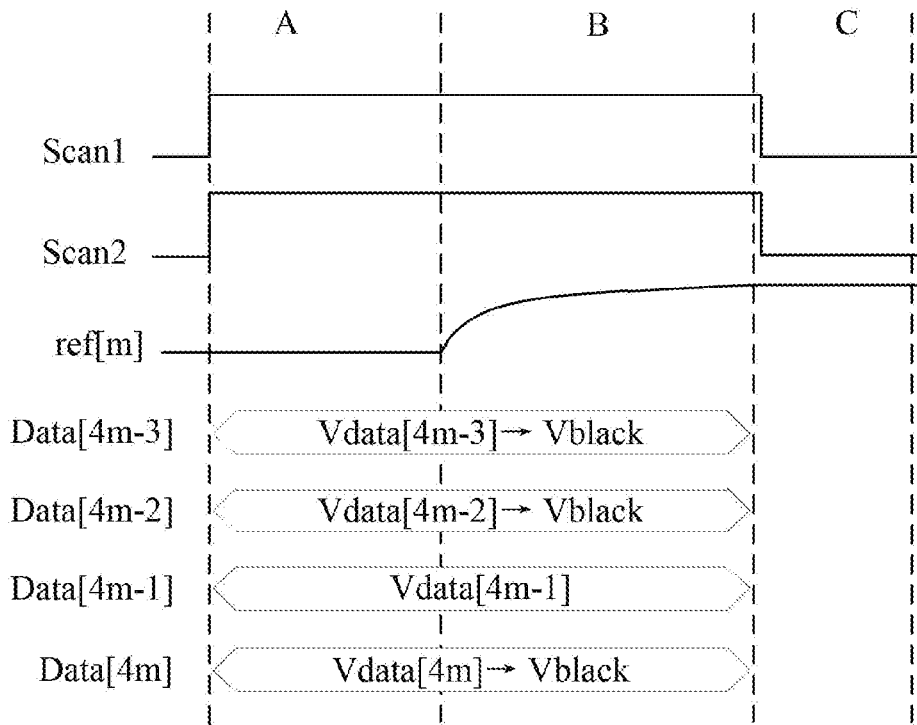 A B C
Scan1
Scan2
ref[m]
Data[4m-3] Vdata[4m-3]→ Vblack
Data[4m-2] Vdata[4m-2]→ Vblack
Data[4m-1] Vdata[4m-1]
Data[4m] Vdata[4m]→ Vblack